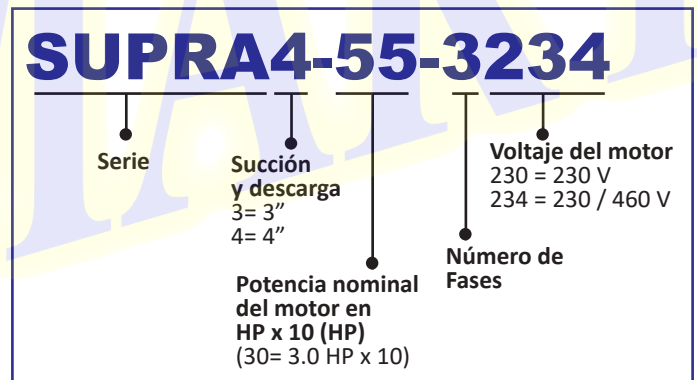 SUPRA4-55-3234
Serie
Succión
y descarga
3= 3”
4= 4”
Potencia nominal
del motor en
HP x 10 (HP)
(30= 3.0 HP x 10)
Número de
Fases
Voltaje del motor
230 = 230 V
234 = 230 / 460 V